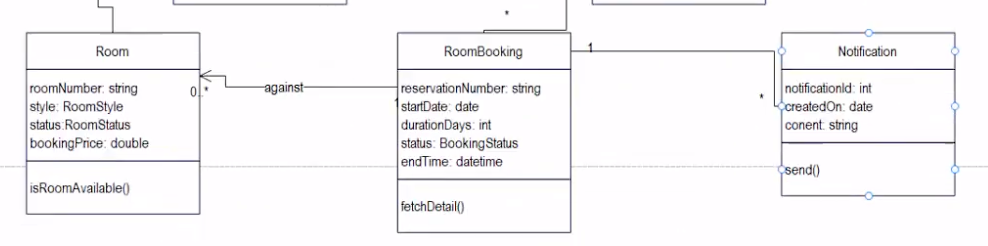 *
Room
roomNumber: string
style: RoomStyle
status:RoomStatus
bookingPrice: double
isRoomAvailable()
0..*
against
1
RoomBooking
reservationNumber: string
startDate: date
durationDays: int
status: BookingStatus
endTime: datetime
fetchDetail()
1
*
Notification
notificationId: int
createdOn: date
conent: string
send()